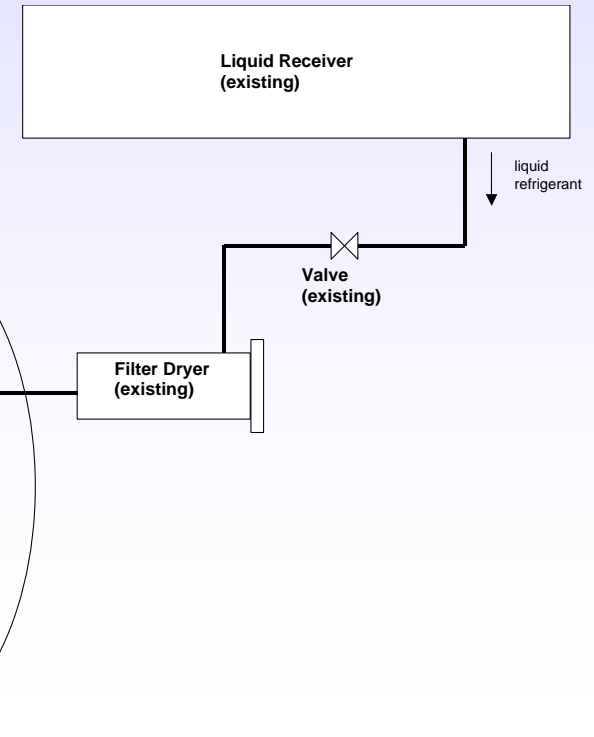 Liquid Receiver
(existing)
liquid
refrigerant
Valve
(existing)
Filter Dryer
(existing)